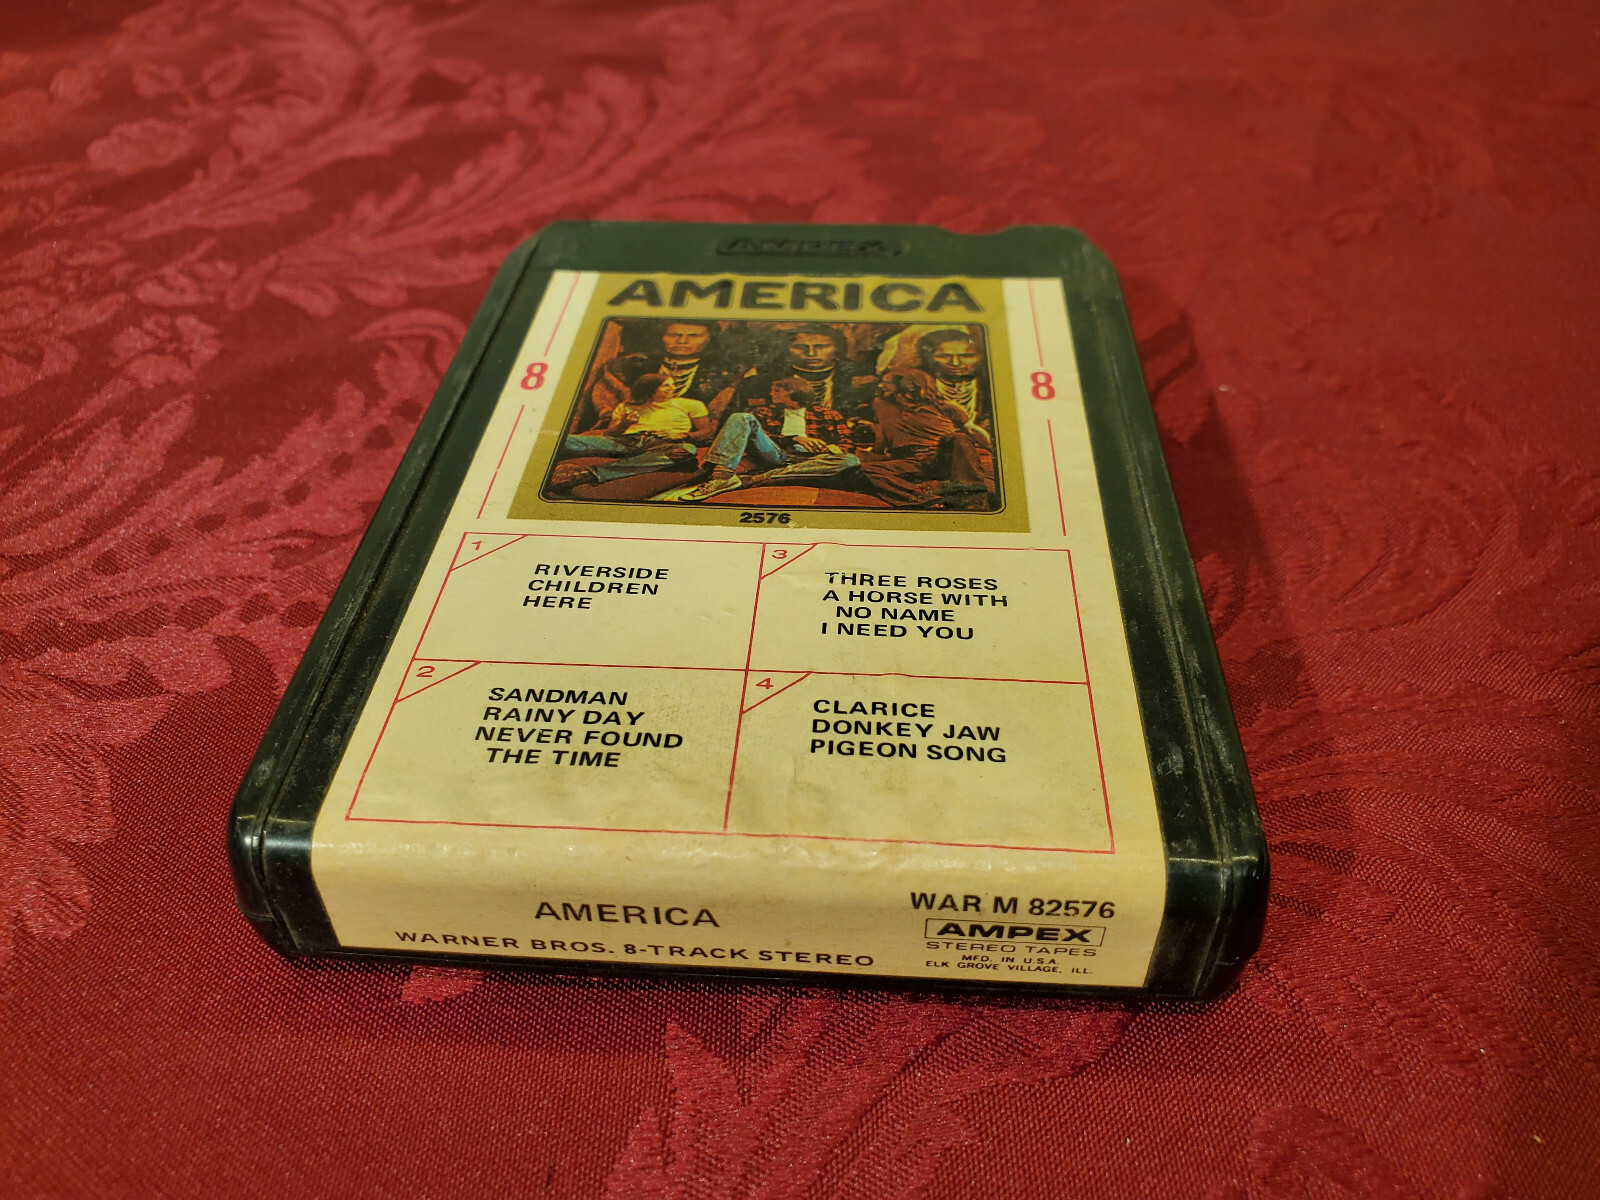 AMPEX
AMERICA
8
8
2576
1
RIVERSIDE
CHILDREN
HERE
2
SANDMAN
RAINY DAY
NEVER FOUND
THE TIME
3
THREE ROSES
A HORSE WITH
NO NAME
I NEED YOU
4
CLARICE
DONKEY JAW
PIGEON SONG
AMERICA
WARNER BROS. 8-TRACK STEREO
WAR M 82576
AMPEX
STEREO TAPES
MFD. IN U.S.A.
ELK GROVE VILLAGE, ILL.